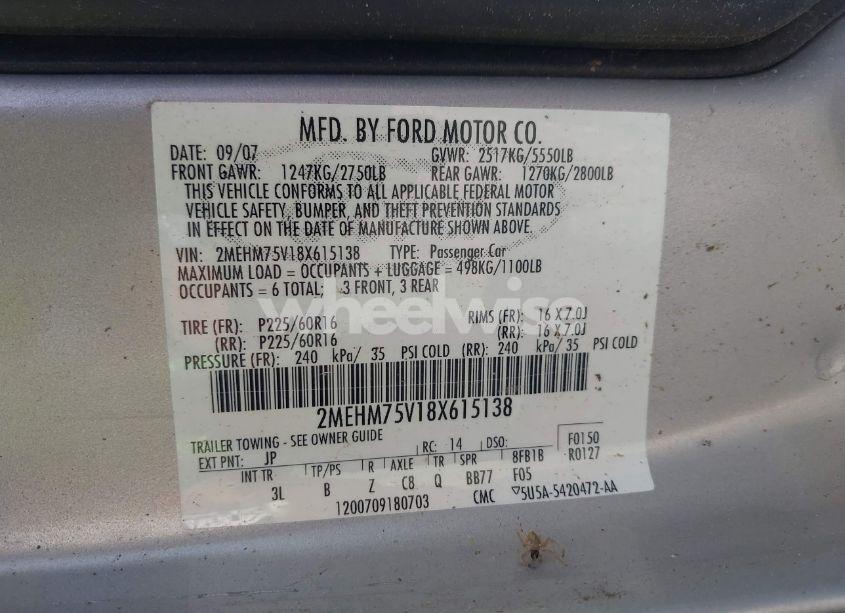 MFD. BY FORD MOTOR CO.
DATE: 09/07 GVWR: 2517KG/5550LB
FRONT GAWR: 1247KG/2750LB REAR GAWR: 1270KG/2800LB
THIS VEHICLE CONFORMS TO ALL APPLICABLE FEDERAL MOTOR
VEHICLE SAFETY, BUMPER, AND THEFT PREVENTION STANDARDS
IN EFFECT ON THE DATE OF MANUFACTURE SHOWN ABOVE.
VIN: 2MEHM75V18X615138 TYPE: Passenger Car
MAXIMUM LOAD = OCCUPANTS + LUGGAGE = 498KG/1100LB
OCCUPANTS = 6 TOTAL; 3 FRONT, 3 REAR
wheelwise
TIRE (FR): P225/60R16 RIMS (FR): 16 X 7.0J
(RR): P225/60R16 (RR): 16 X 7.0J
PRESSURE (FR): 240 kPa/ 35 PSI COLD (RR): 240 kPa/ 35 PSI COLD
2MEHM75V18X615138
TRAILER TOWING - SEE OWNER GUIDE
EXT PNT: JP RC: 14 DSO: F0150
INT TR TP/PS R AXLE TR SPR 8FB1B R0127
3L B Z C8 Q BB77 F05
1200709180703 CMC ▽5U5A-5420472-AA